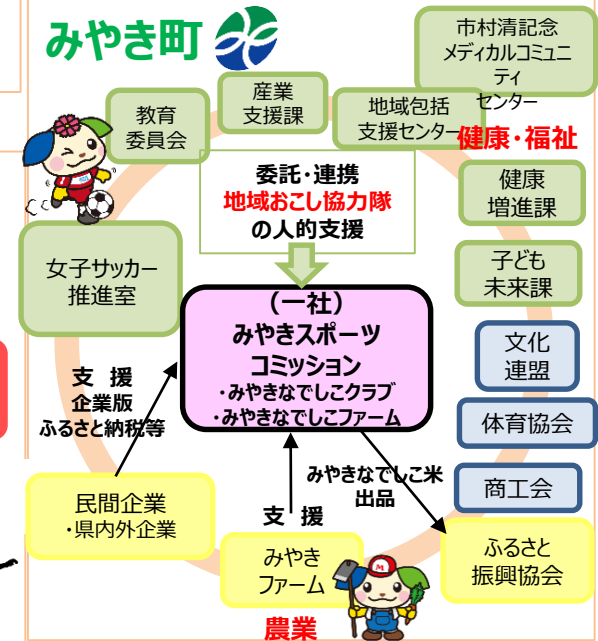 みやき町
市村清記念
メディカルコミュニ
ティ
センター
産業
支援課
教育
委員会
地域包括
支援センター
健康・福祉
委託・連携
地域おこし協力隊
の人的支援
健康
増進課
女子サッカー
推進室
子ども
未来課
（一社）
みやきスポーツ
コミッション
・みやきなでしこクラブ
・みやきなでしこファーム
文化
連盟
支 援
企業版
ふるさと納税等
体育協会
みやきなでしこ米
出品
商工会
民間企業
・県内外企業
支 援
みやき
ファーム
M
ふるさと
振興協会
農業